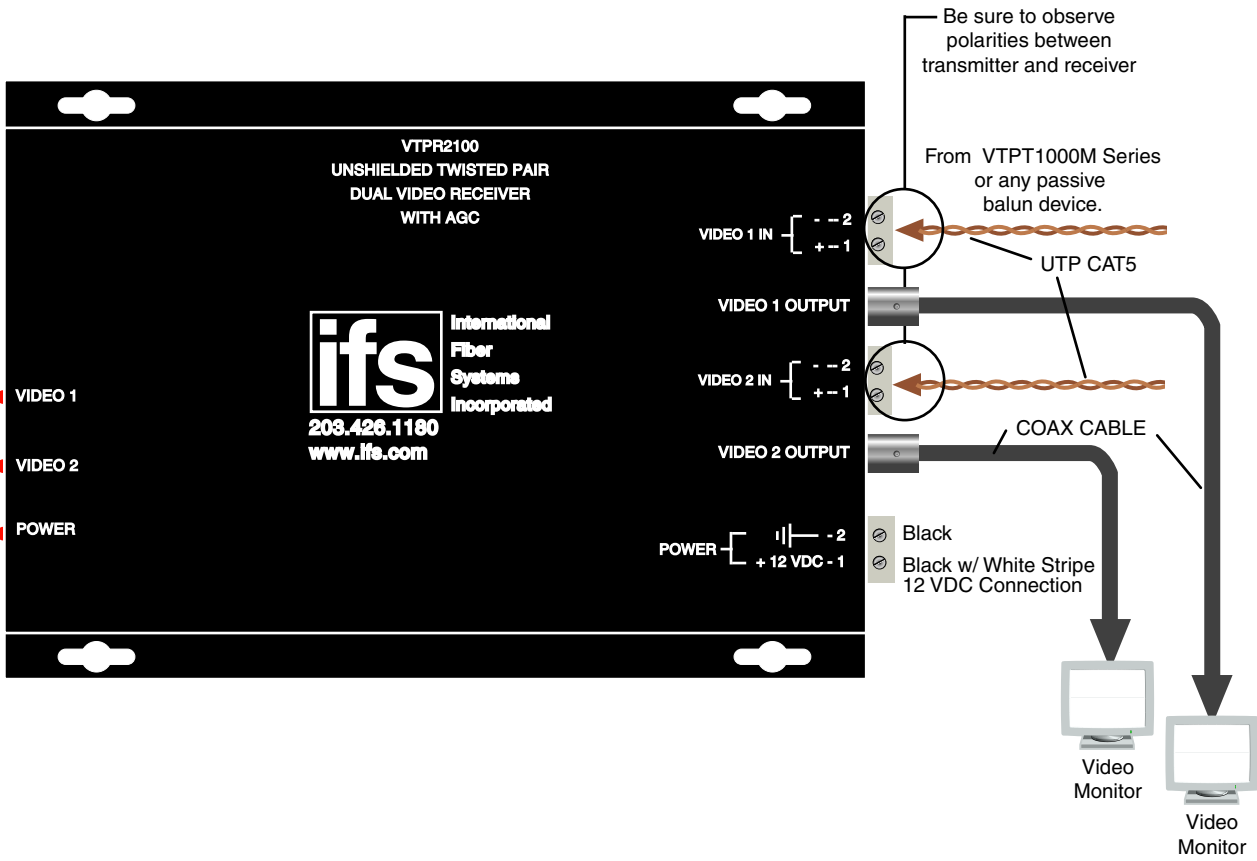 Be sure to observe
polarities between
transmitter and receiver
VTPR2100
UNSHIELDED TWISTED PAIR
DUAL VIDEO RECEIVER
WITH AGC
From VTPT1000M Series
or any passive
balun device.
VIDEO 1 IN
- -- 2
+ -- 1
UTP CAT5
VIDEO 1 OUTPUT
ifs
International
Fiber
Systems
Incorporated
203.426.1180
www.ifs.com
VIDEO 2 IN
- -- 2
+ -- 1
VIDEO 1
VIDEO 2
POWER
COAX CABLE
VIDEO 2 OUTPUT
POWER
- 2
+ 12 VDC - 1
Black
Black w/ White Stripe
12 VDC Connection
Video
Monitor
Video
Monitor